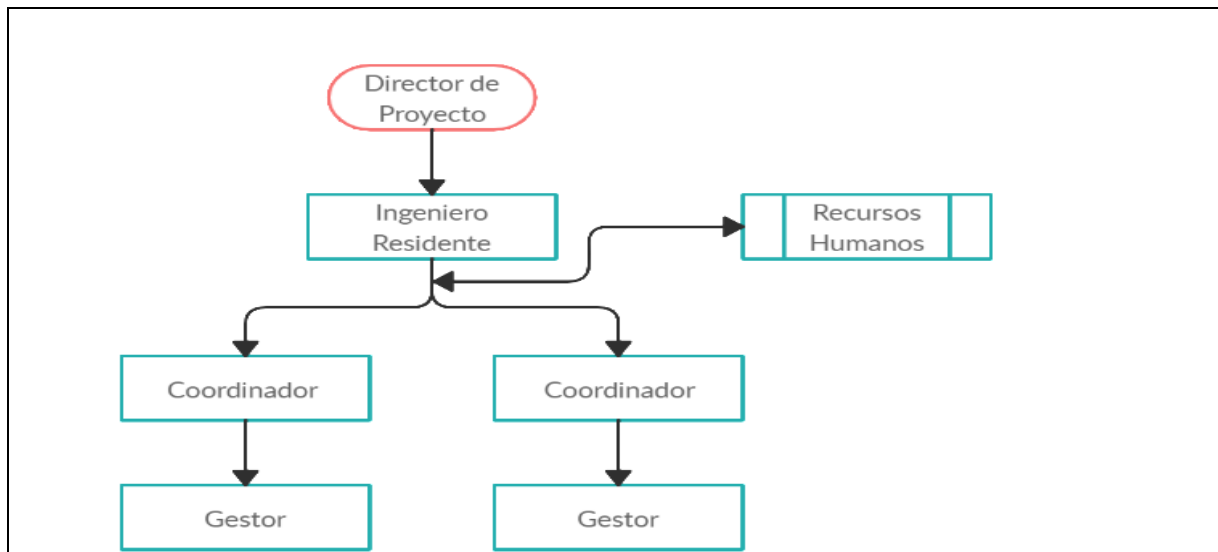 Director de
Proyecto
Ingeniero
Residente
Recursos
Humanos
Coordinador
Coordinador
Gestor
Gestor